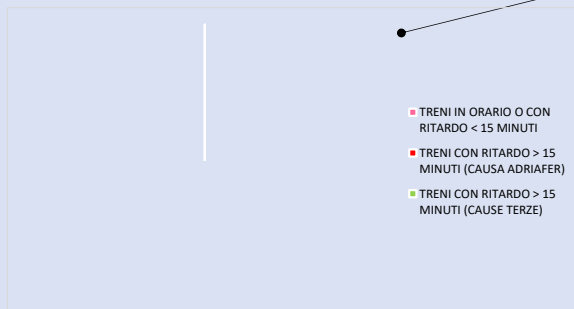 TRENI IN ORARIO O CON
RITARDO < 15 MINUTI
TRENI CON RITARDO > 15
MINUTI (CAUSA ADRIAFER)
TRENI CON RITARDO > 15
MINUTI (CAUSE TERZE)